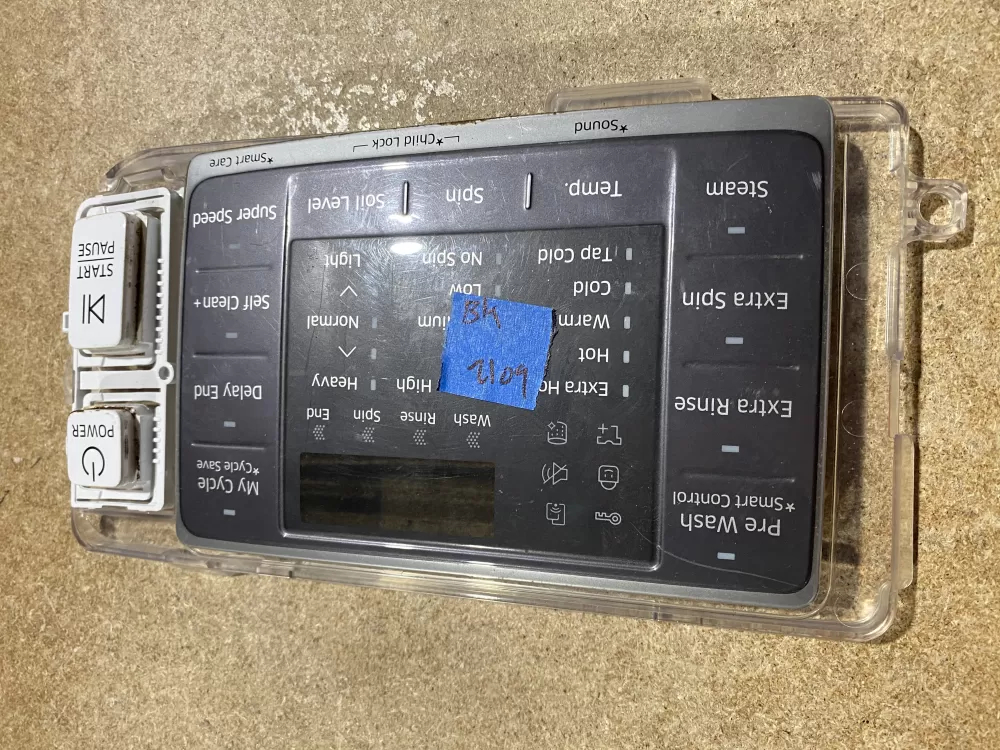 Pre Wash
*Smart Control
Extra Rinse
Extra Spin
Steam
Wash Rinse Spin End
High Heavy
Extra
Hot
Warm Normal
Cold Low
Tap Cold No Spin Light
Temp. Spin Soil Level
*Sound *Child Lock *Smart Care
My Cycle
*Cycle Save
Delay End
Self Clean+
Super Speed
POWER
START
PAUSE